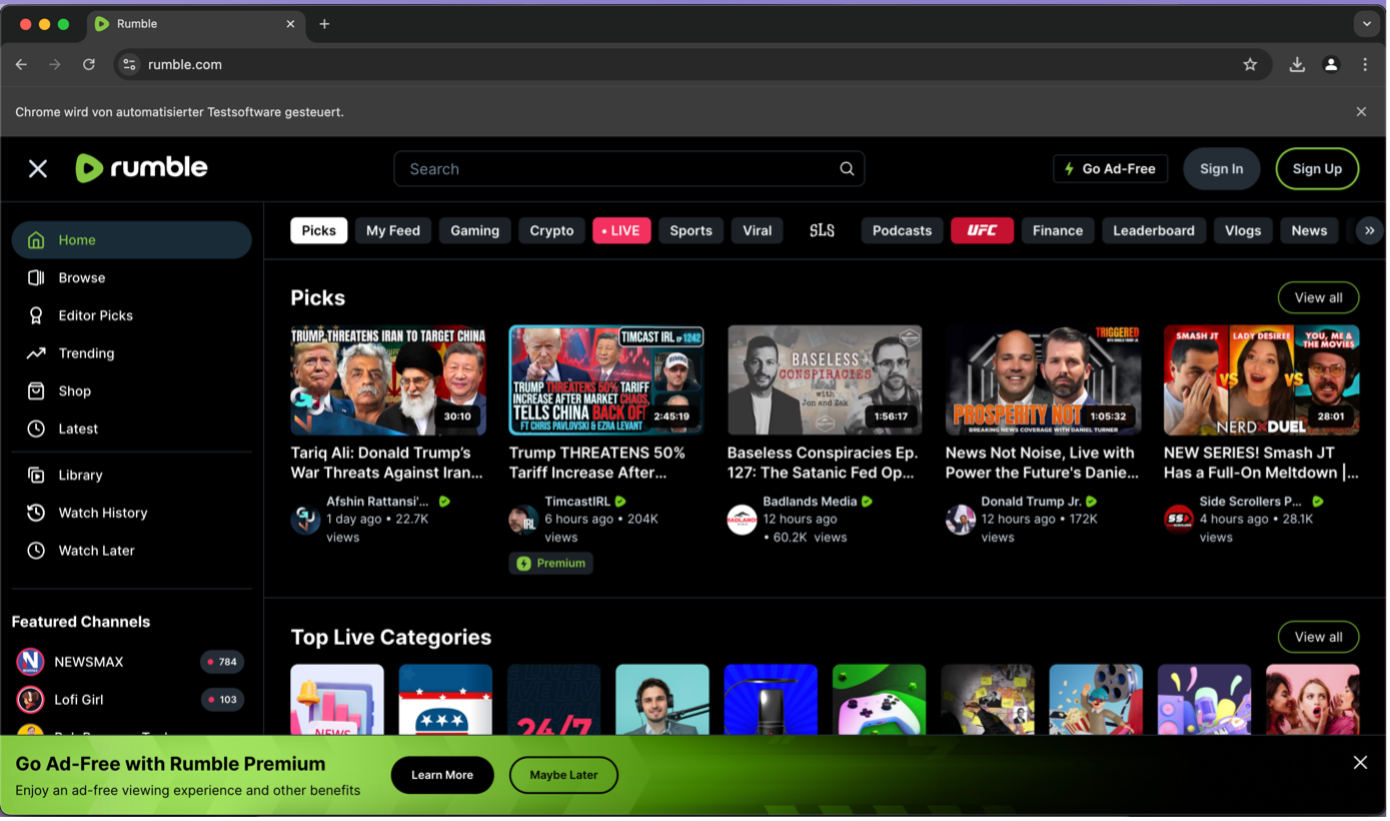 Rumble
rumble.com
Chrome wird von automatisierter Testsoftware gesteuert.
rumble
Search
Go Ad-Free
Sign In
Sign Up
Home
Browse
Editor Picks
Trending
Shop
Latest
Library
Watch History
Watch Later
Featured Channels
NEWSMAX
784
Lofi Girl
103
Picks
My Feed
Gaming
Crypto
• LIVE
Sports
Viral
SLS
Podcasts
UFC
Finance
Leaderboard
Vlogs
News
Picks
View all
TRUMP THREATENS IRAN TO TARGET CHINA
30:10
Tariq Ali: Donald Trump's
War Threats Against Iran...
Afshin Rattansi'...
1 day ago • 22.7K
views
TIMCAST IRL EP 1242
TRUMP THREATENS 50% TARIFF
INCREASE AFTER MARKET CHAOS,
TELLS CHINA BACK OFF
FT CHRIS PAVLOVSKI & EZRA LEVANT
2:45:19
Trump THREATENS 50%
Tariff Increase After...
TimcastIRL
6 hours ago • 204K
views
Premium
BASELESS
CONSPIRACIES
with
Jon and Zak
1:56:17
Baseless Conspiracies Ep.
127: The Satanic Fed Op...
Badlands Media
12 hours ago
• 60.2K views
TRIGGERED
PROSPERITY NOT
BREAKING NEWS COVERAGE WITH DANIEL TURNER
1:05:32
News Not Noise, Live with
Power the Future's Danie...
Donald Trump Jr.
12 hours ago • 172K
views
SMASH JT
LADY DESIREE
YOU, ME &
THE MOVIES
VS
VS
NERD X DUEL
28:01
NEW SERIES! Smash JT
Has a Full-On Meltdown |...
Side Scrollers P...
4 hours ago • 28.1K
views
Top Live Categories
View all
NEWS
24/7
Go Ad-Free with Rumble Premium
Enjoy an ad-free viewing experience and other benefits
Learn More
Maybe Later